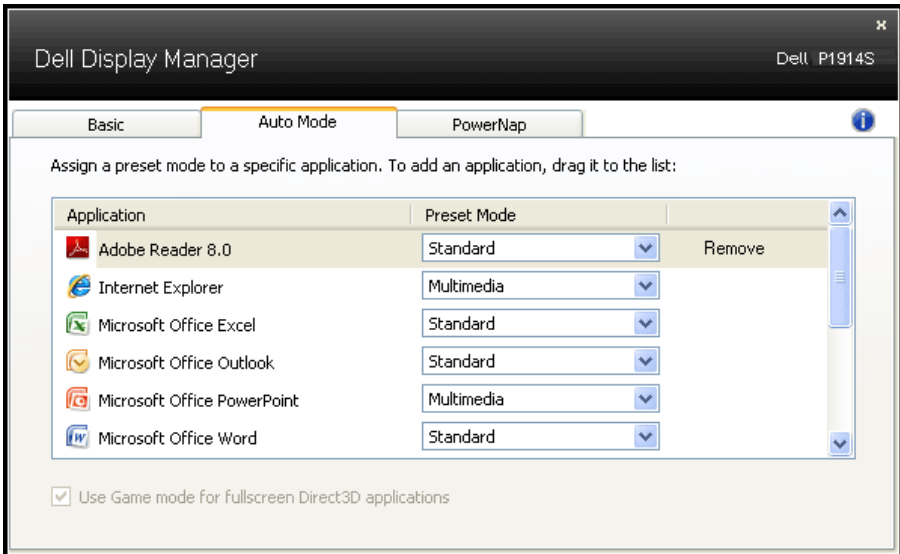 x
Dell Display Manager
Dell P1914S
Basic Auto Mode PowerNap
Assign a preset mode to a specific application. To add an application, drag it to the list:
Application Preset Mode
Adobe Reader 8.0 Standard Remove
Internet Explorer Multimedia
Microsoft Office Excel Standard
Microsoft Office Outlook Standard
Microsoft Office PowerPoint Multimedia
Microsoft Office Word Standard
Use Game mode for fullscreen Direct3D applications